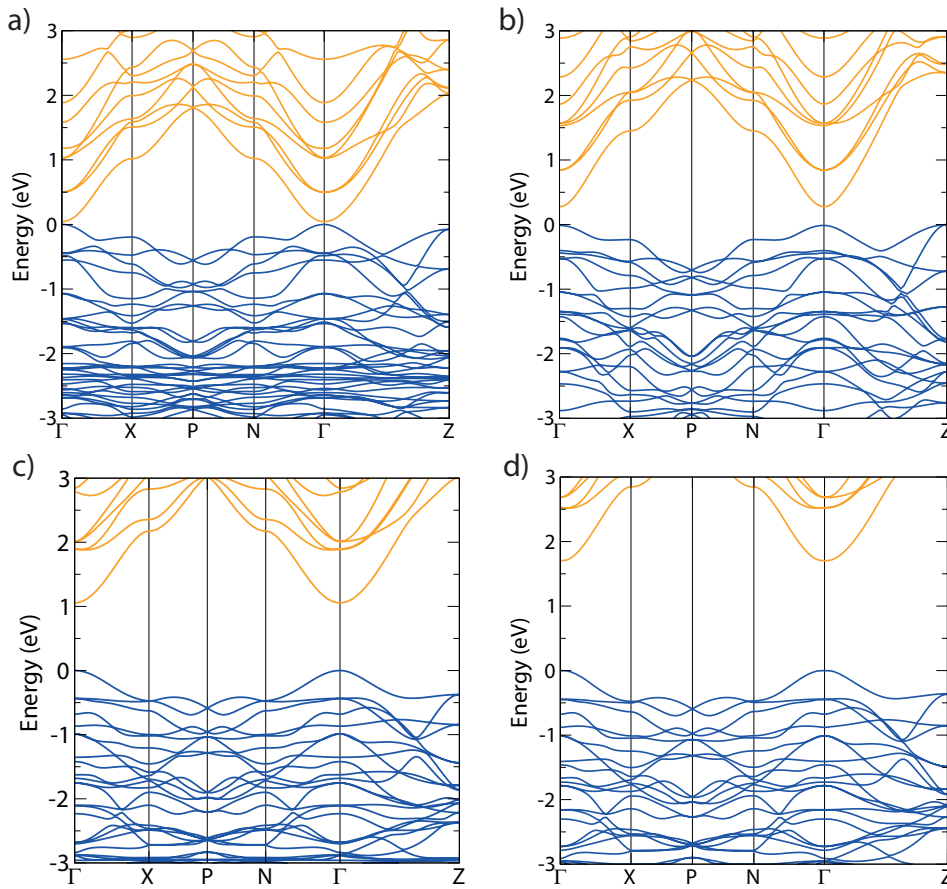 a)
3
2
1
0
-1
-2
-3
Energy (eV)
Γ X P N Γ Z
b)
3
2
1
0
-1
-2
-3
Energy (eV)
Γ X P N Γ Z
c)
3
2
1
0
-1
-2
-3
Energy (eV)
Γ X P N Γ Z
d)
3
2
1
0
-1
-2
-3
Energy (eV)
Γ X P N Γ Z